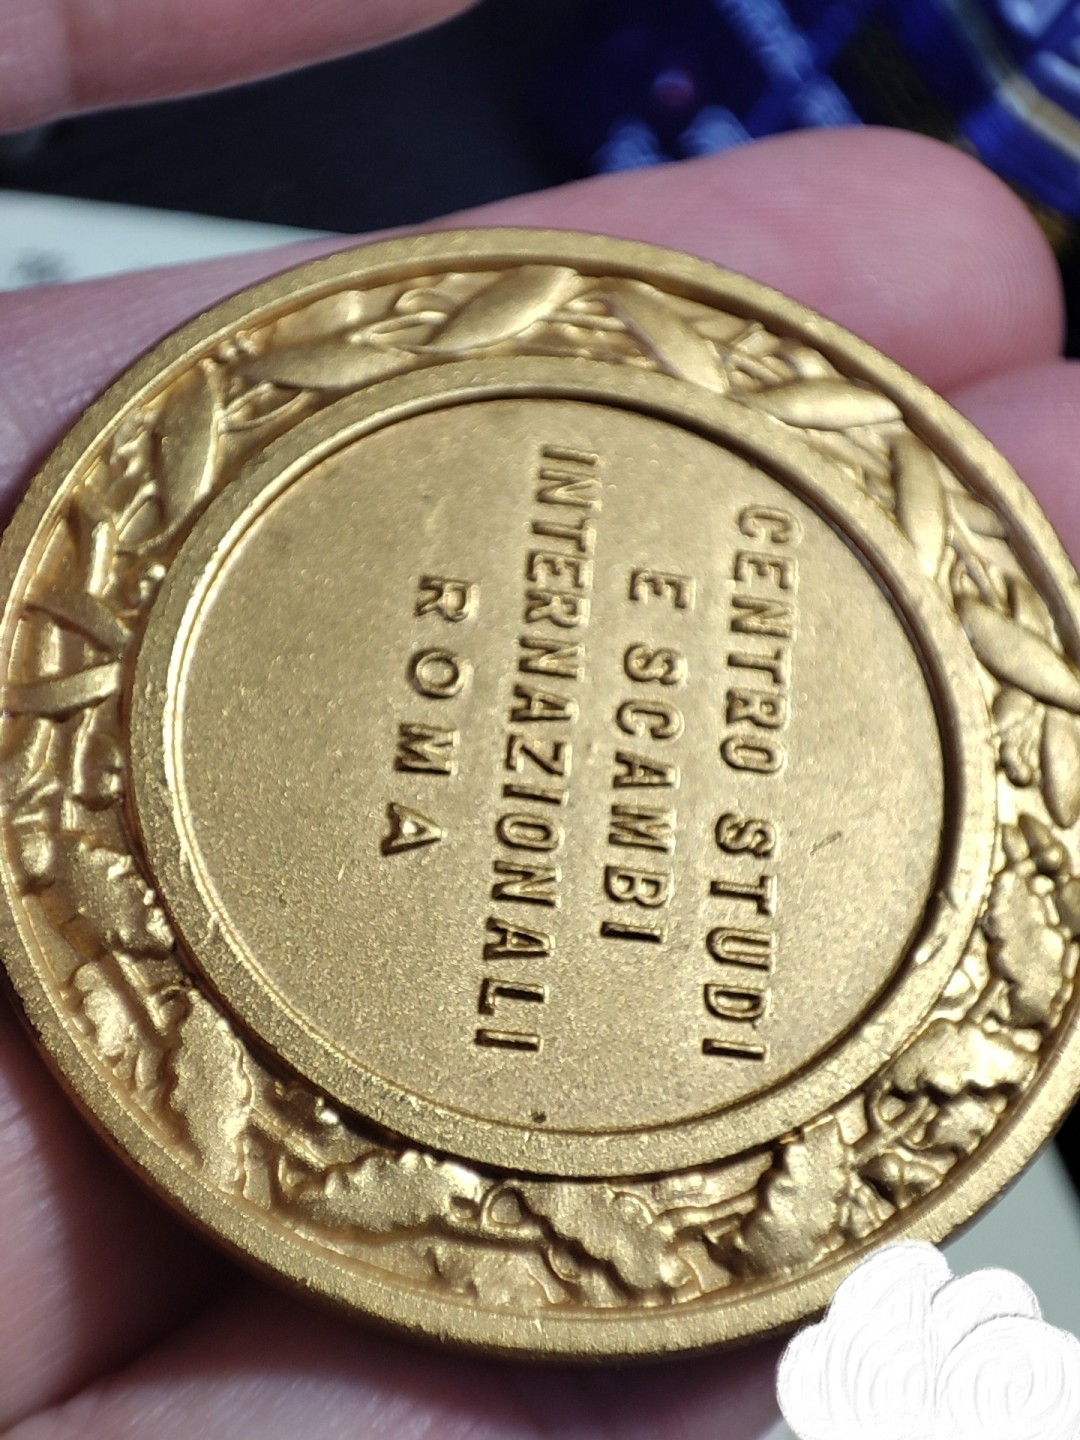 CENTRO STUDI
E SCAMBI
INTERNAZIONALI
ROMA